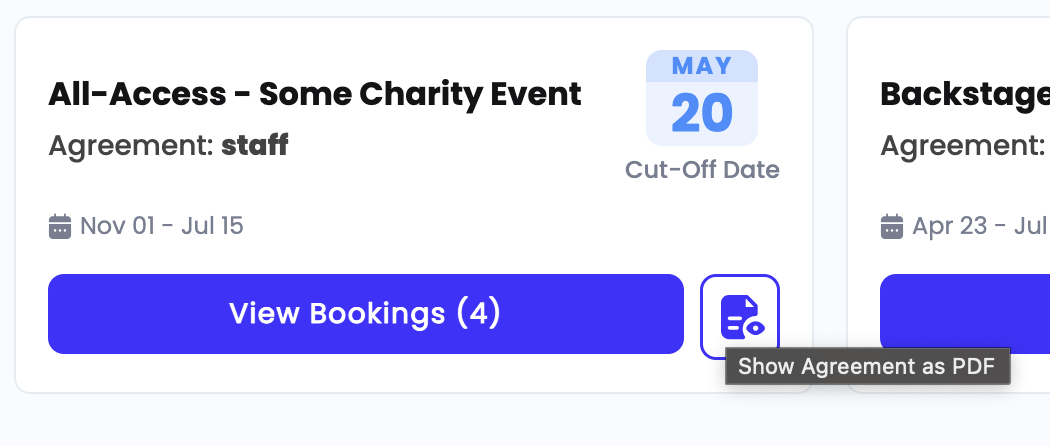 All-Access - Some Charity Event
Agreement: staff
MAY
20
Cut-Off Date
Nov 01 - Jul 15
View Bookings (4)
Show Agreement as PDF
Backstage
Agreement:
Apr 23 - Jul